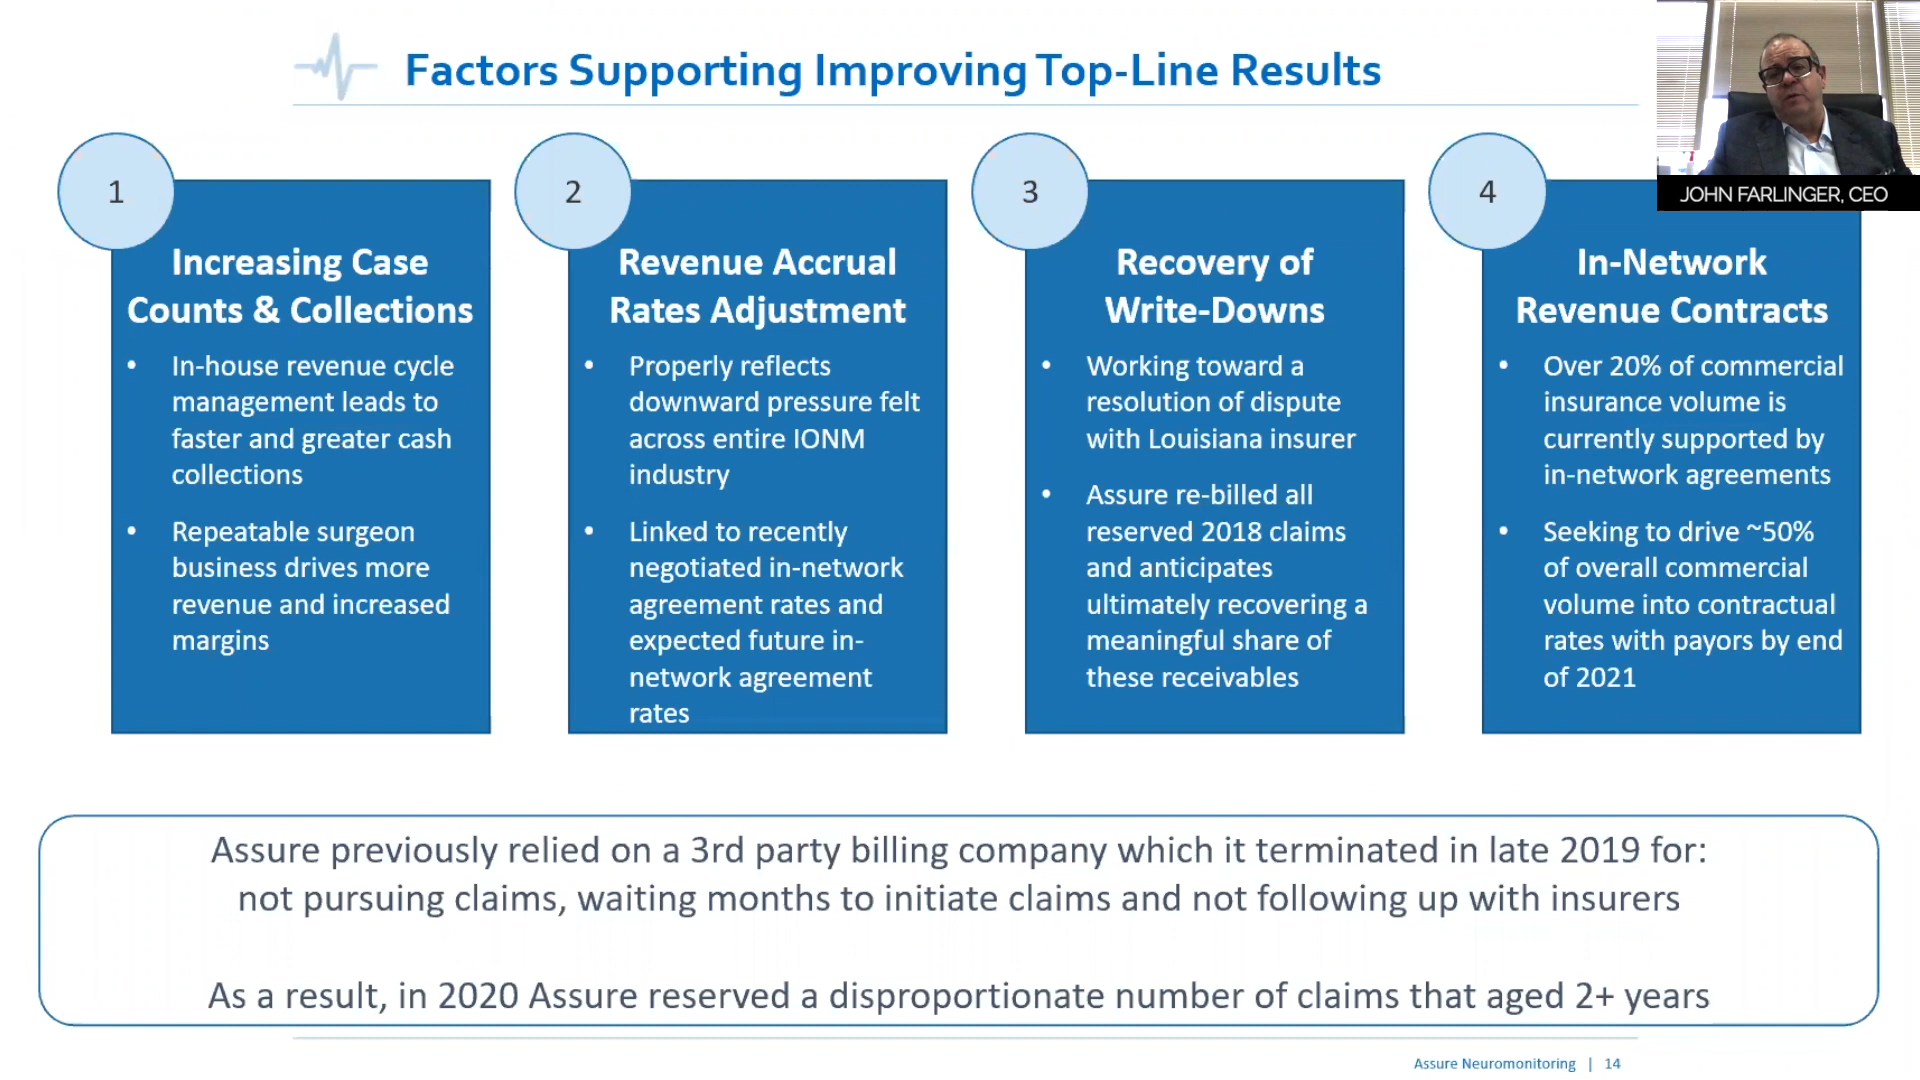 Factors Supporting Improving Top-Line Results
JOHN FARLINGER, CEO
1
Increasing Case
Counts & Collections
• In-house revenue cycle
management leads to
faster and greater cash
collections
• Repeatable surgeon
business drives more
revenue and increased
margins
2
Revenue Accrual
Rates Adjustment
• Properly reflects
downward pressure felt
across entire IONM
industry
• Linked to recently
negotiated in-network
agreement rates and
expected future in-
network agreement
rates
3
Recovery of
Write-Downs
• Working toward a
resolution of dispute
with Louisiana insurer
• Assure re-billed all
reserved 2018 claims
and anticipates
ultimately recovering a
meaningful share of
these receivables
4
In-Network
Revenue Contracts
• Over 20% of commercial
insurance volume is
currently supported by
in-network agreements
• Seeking to drive ~50%
of overall commercial
volume into contractual
rates with payors by end
of 2021
Assure previously relied on a 3rd party billing company which it terminated in late 2019 for:
not pursuing claims, waiting months to initiate claims and not following up with insurers
As a result, in 2020 Assure reserved a disproportionate number of claims that aged 2+ years
Assure Neuromonitoring | 14